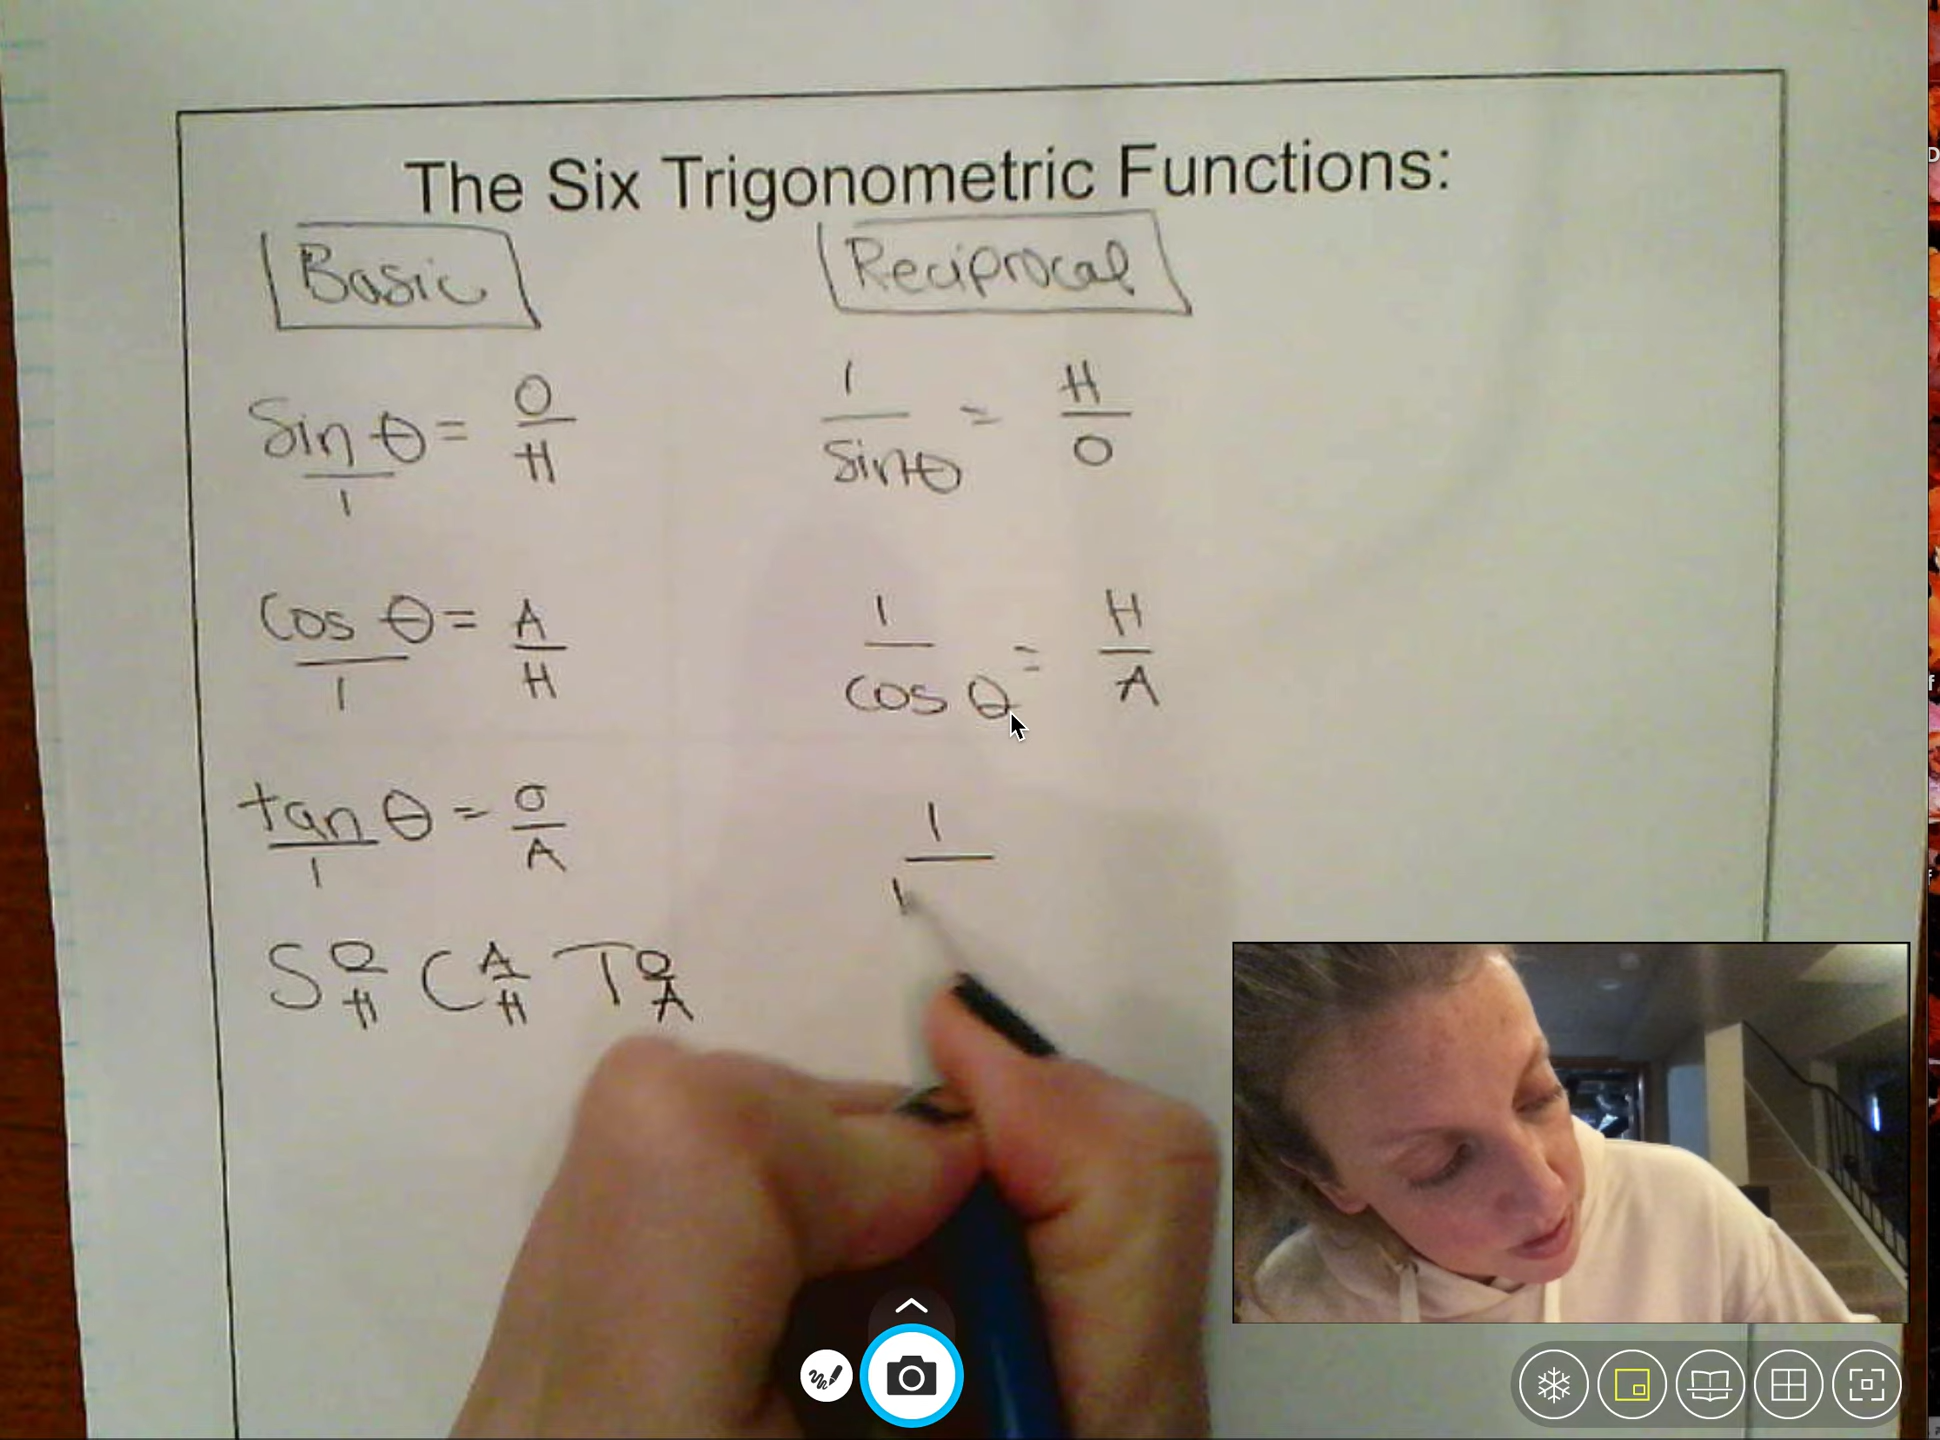 The Six Trigonometric Functions:
Basic
Reciprocal
sin θ = O/H
1
1/sinθ = H/O
cos θ = A/H
1
1/cos θ = H/A
tan θ = O/A
1
1
S O/H C A/H T O/A